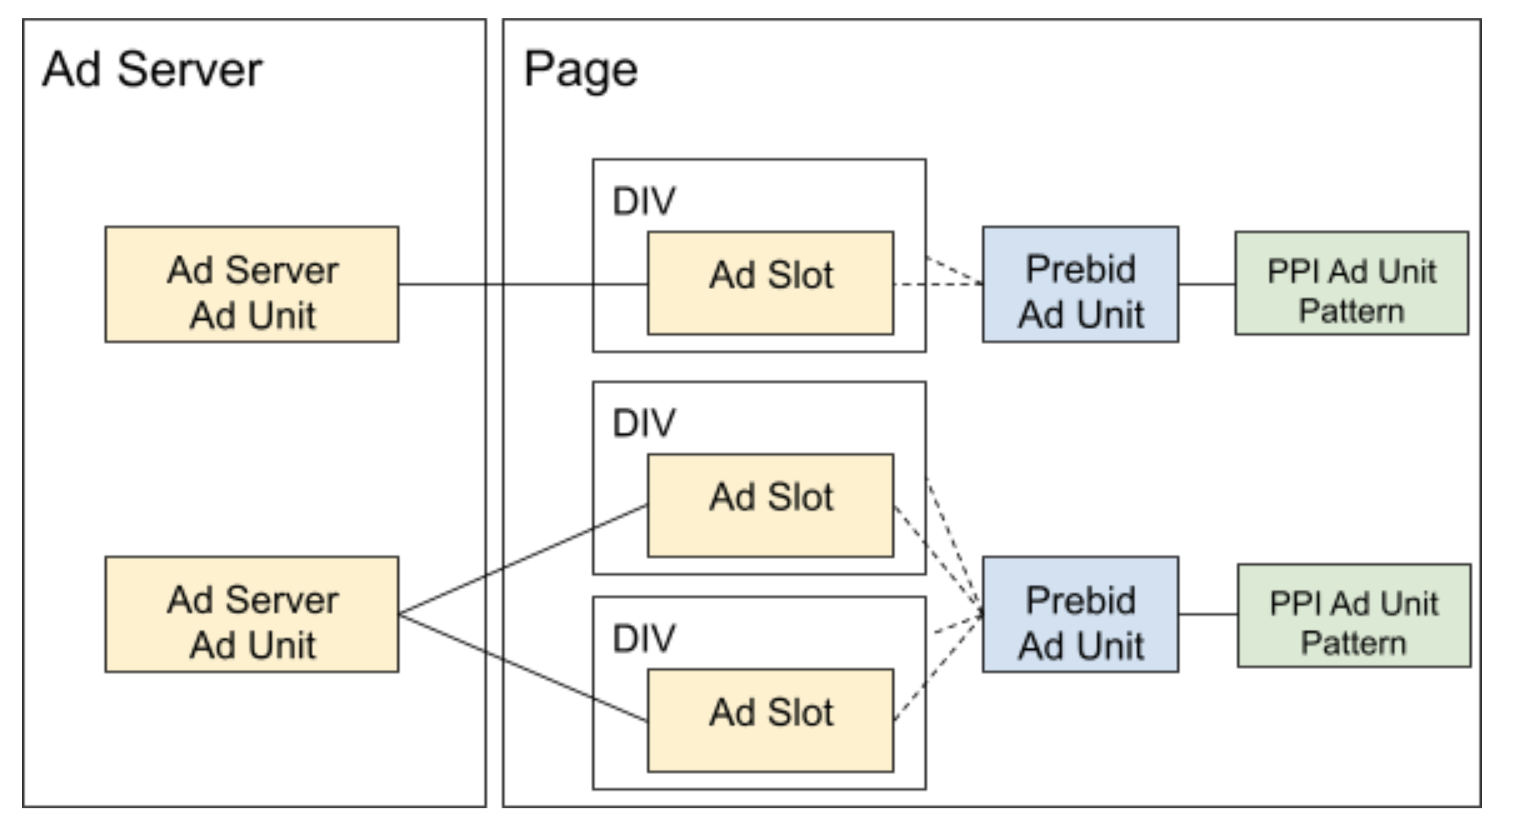 Ad Server
Page
DIV
Ad Server
Ad Unit
Ad Slot
Prebid
Ad Unit
PPI Ad Unit
Pattern
DIV
Ad Slot
Ad Server
Ad Unit
DIV
Ad Slot
Prebid
Ad Unit
PPI Ad Unit
Pattern